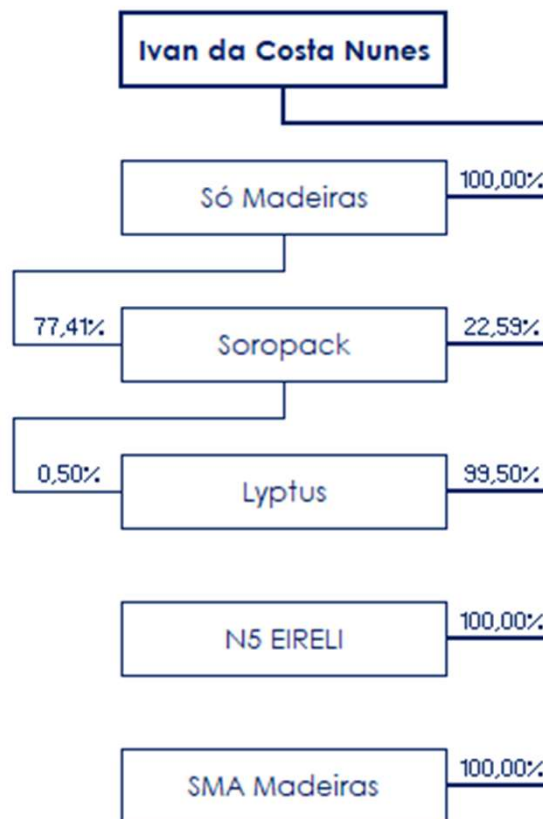 Ivan da Costa Nunes
Só Madeiras
100,00%
77,41%
Soropack
22,59%
0,50%
Lyptus
99,50%
N5 EIRELI
100,00%
SMA Madeiras
100,00%